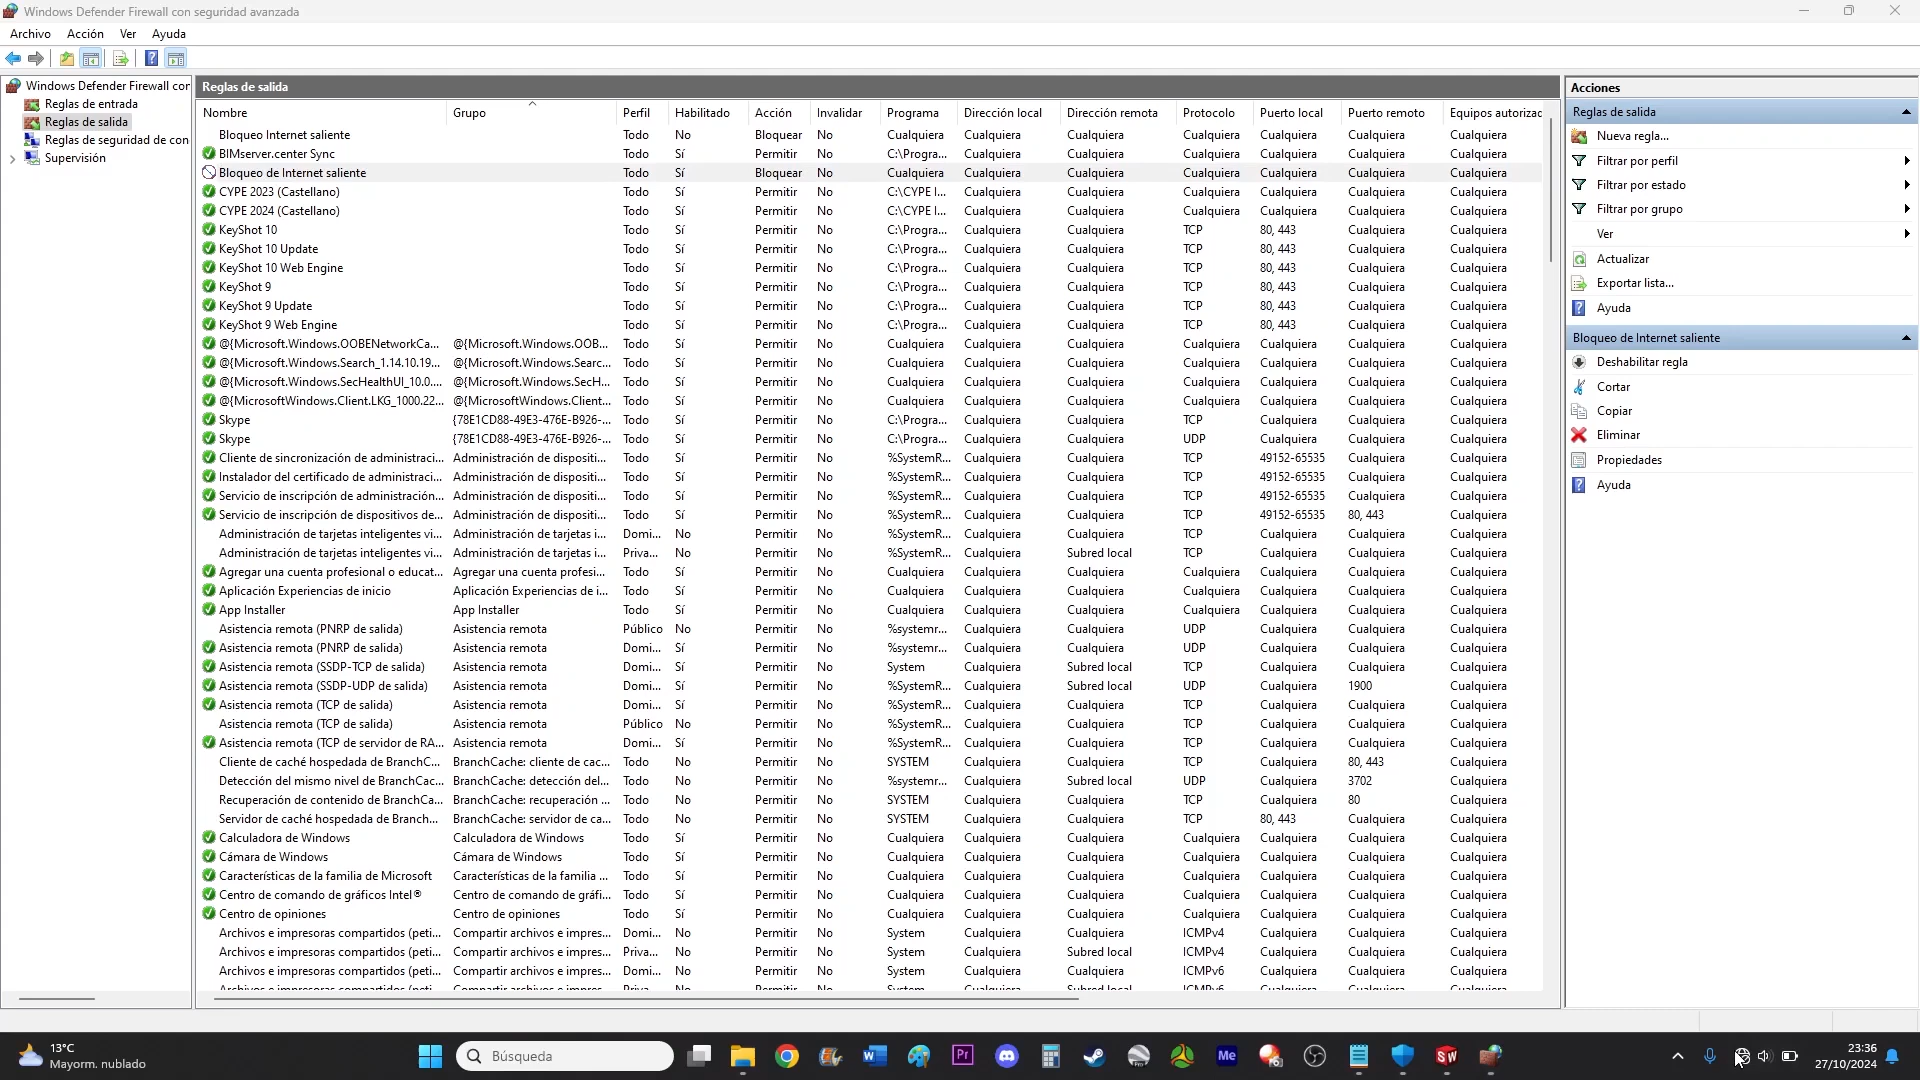 Windows Defender Firewall con seguridad avanzada
Archivo Acción Ver Ayuda
Windows Defender Firewall con
Reglas de entrada
Reglas de salida
Reglas de seguridad de con
Supervisión
Reglas de salida
Nombre Grupo Perfil Habilitado Acción Invalidar Programa Dirección local Dirección remota Protocolo Puerto local Puerto remoto Equipos autorizac
Bloqueo Internet saliente Todo No Bloquear No Cualquiera Cualquiera Cualquiera Cualquiera Cualquiera Cualquiera Cualquiera
BIMserver.center Sync Todo Sí Permitir No C:\Progra... Cualquiera Cualquiera Cualquiera Cualquiera Cualquiera Cualquiera
Bloqueo de Internet saliente Todo Sí Bloquear No Cualquiera Cualquiera Cualquiera Cualquiera Cualquiera Cualquiera Cualquiera
CYPE 2023 (Castellano) Todo Sí Permitir No C:\CYPE I... Cualquiera Cualquiera Cualquiera Cualquiera Cualquiera Cualquiera
CYPE 2024 (Castellano) Todo Sí Permitir No C:\CYPE I... Cualquiera Cualquiera Cualquiera Cualquiera Cualquiera Cualquiera
KeyShot 10 Todo Sí Permitir No C:\Progra... Cualquiera Cualquiera TCP 80, 443 Cualquiera Cualquiera
KeyShot 10 Update Todo Sí Permitir No C:\Progra... Cualquiera Cualquiera TCP 80, 443 Cualquiera Cualquiera
KeyShot 10 Web Engine Todo Sí Permitir No C:\Progra... Cualquiera Cualquiera TCP 80, 443 Cualquiera Cualquiera
KeyShot 9 Todo Sí Permitir No C:\Progra... Cualquiera Cualquiera TCP 80, 443 Cualquiera Cualquiera
KeyShot 9 Update Todo Sí Permitir No C:\Progra... Cualquiera Cualquiera TCP 80, 443 Cualquiera Cualquiera
KeyShot 9 Web Engine Todo Sí Permitir No C:\Progra... Cualquiera Cualquiera TCP 80, 443 Cualquiera Cualquiera
@{Microsoft.Windows.OOBENetworkCa... @{Microsoft.Windows.OOB... Todo Sí Permitir No Cualquiera Cualquiera Cualquiera Cualquiera Cualquiera Cualquiera Cualquiera
@{Microsoft.Windows.Search_1.14.10.19... @{Microsoft.Windows.Searc... Todo Sí Permitir No Cualquiera Cualquiera Cualquiera Cualquiera Cualquiera Cualquiera Cualquiera
@{Microsoft.Windows.SecHealthUI_10.0.... @{Microsoft.Windows.SecH... Todo Sí Permitir No Cualquiera Cualquiera Cualquiera Cualquiera Cualquiera Cualquiera Cualquiera
@{MicrosoftWindows.Client.LKG_1000.22... @{MicrosoftWindows.Client... Todo Sí Permitir No Cualquiera Cualquiera Cualquiera Cualquiera Cualquiera Cualquiera Cualquiera
Skype {78E1CD88-49E3-476E-B926-... Todo Sí Permitir No C:\Progra... Cualquiera Cualquiera TCP Cualquiera Cualquiera Cualquiera
Skype {78E1CD88-49E3-476E-B926-... Todo Sí Permitir No C:\Progra... Cualquiera Cualquiera UDP Cualquiera Cualquiera Cualquiera
Cliente de sincronización de administraci... Administración de dispositi... Todo Sí Permitir No %SystemR... Cualquiera Cualquiera TCP 49152-65535 Cualquiera Cualquiera
Instalador del certificado de administraci... Administración de dispositi... Todo Sí Permitir No %SystemR... Cualquiera Cualquiera TCP 49152-65535 Cualquiera Cualquiera
Servicio de inscripción de administración... Administración de dispositi... Todo Sí Permitir No %SystemR... Cualquiera Cualquiera TCP 49152-65535 Cualquiera Cualquiera
Servicio de inscripción de dispositivos de... Administración de dispositi... Todo Sí Permitir No %SystemR... Cualquiera Cualquiera TCP 49152-65535 80, 443 Cualquiera
Administración de tarjetas inteligentes vi... Administración de tarjetas i... Domi... No Permitir No %SystemR... Cualquiera Cualquiera TCP Cualquiera Cualquiera Cualquiera
Administración de tarjetas inteligentes vi... Administración de tarjetas i... Priva... No Permitir No %SystemR... Cualquiera Subred local TCP Cualquiera Cualquiera Cualquiera
Agregar una cuenta profesional o educat... Agregar una cuenta profesi... Todo Sí Permitir No Cualquiera Cualquiera Cualquiera Cualquiera Cualquiera Cualquiera Cualquiera
Aplicación Experiencias de inicio Aplicación Experiencias de i... Todo Sí Permitir No Cualquiera Cualquiera Cualquiera Cualquiera Cualquiera Cualquiera Cualquiera
App Installer App Installer Todo Sí Permitir No Cualquiera Cualquiera Cualquiera Cualquiera Cualquiera Cualquiera Cualquiera
Asistencia remota (PNRP de salida) Asistencia remota Público No Permitir No %systemr... Cualquiera Cualquiera UDP Cualquiera Cualquiera Cualquiera
Asistencia remota (PNRP de salida) Asistencia remota Domi... Sí Permitir No %systemr... Cualquiera Cualquiera UDP Cualquiera Cualquiera Cualquiera
Asistencia remota (SSDP-TCP de salida) Asistencia remota Domi... Sí Permitir No System Cualquiera Subred local TCP Cualquiera Cualquiera Cualquiera
Asistencia remota (SSDP-UDP de salida) Asistencia remota Domi... Sí Permitir No %SystemR... Cualquiera Subred local UDP Cualquiera 1900 Cualquiera
Asistencia remota (TCP de salida) Asistencia remota Domi... Sí Permitir No %SystemR... Cualquiera Cualquiera TCP Cualquiera Cualquiera Cualquiera
Asistencia remota (TCP de salida) Asistencia remota Público No Permitir No %SystemR... Cualquiera Cualquiera TCP Cualquiera Cualquiera Cualquiera
Asistencia remota (TCP de servidor de RA... Asistencia remota Domi... Sí Permitir No %SystemR... Cualquiera Cualquiera TCP Cualquiera Cualquiera Cualquiera
Cliente de caché hospedada de BranchC... BranchCache: cliente de cac... Todo No Permitir No SYSTEM Cualquiera Cualquiera TCP Cualquiera 80, 443 Cualquiera
Detección del mismo nivel de BranchCac... BranchCache: detección del... Todo No Permitir No %systemr... Cualquiera Subred local UDP Cualquiera 3702 Cualquiera
Recuperación de contenido de BranchCa... BranchCache: recuperación ... Todo No Permitir No SYSTEM Cualquiera Cualquiera TCP Cualquiera 80 Cualquiera
Servidor de caché hospedada de Branch... BranchCache: servidor de ca... Todo No Permitir No SYSTEM Cualquiera Cualquiera TCP 80, 443 Cualquiera Cualquiera
Calculadora de Windows Calculadora de Windows Todo Sí Permitir No Cualquiera Cualquiera Cualquiera Cualquiera Cualquiera Cualquiera Cualquiera
Cámara de Windows Cámara de Windows Todo Sí Permitir No Cualquiera Cualquiera Cualquiera Cualquiera Cualquiera Cualquiera Cualquiera
Características de la familia de Microsoft Características de la familia ... Todo Sí Permitir No Cualquiera Cualquiera Cualquiera Cualquiera Cualquiera Cualquiera Cualquiera
Centro de comando de gráficos Intel® Centro de comando de gráfi... Todo Sí Permitir No Cualquiera Cualquiera Cualquiera Cualquiera Cualquiera Cualquiera Cualquiera
Centro de opiniones Centro de opiniones Todo Sí Permitir No Cualquiera Cualquiera Cualquiera Cualquiera Cualquiera Cualquiera Cualquiera
Archivos e impresoras compartidos (peti... Compartir archivos e impres... Domi... No Permitir No System Cualquiera Cualquiera ICMPv4 Cualquiera Cualquiera Cualquiera
Archivos e impresoras compartidos (peti... Compartir archivos e impres... Priva... No Permitir No System Cualquiera Subred local ICMPv4 Cualquiera Cualquiera Cualquiera
Archivos e impresoras compartidos (peti... Compartir archivos e impres... Domi... No Permitir No System Cualquiera Cualquiera ICMPv6 Cualquiera Cualquiera Cualquiera
Archivos e impresoras compartidos (peti... Compartir archivos e impres... Priva... No Permitir No System Cualquiera Subred local ICMPv6 Cualquiera Cualquiera Cualquiera
Acciones
Reglas de salida
Nueva regla...
Filtrar por perfil
Filtrar por estado
Filtrar por grupo
Ver
Actualizar
Exportar lista...
Ayuda
Bloqueo de Internet saliente
Deshabilitar regla
Cortar
Copiar
Eliminar
Propiedades
Ayuda
13°C
Mayorm. nublado
Búsqueda
Pr
Me
SW
23:36
27/10/2024